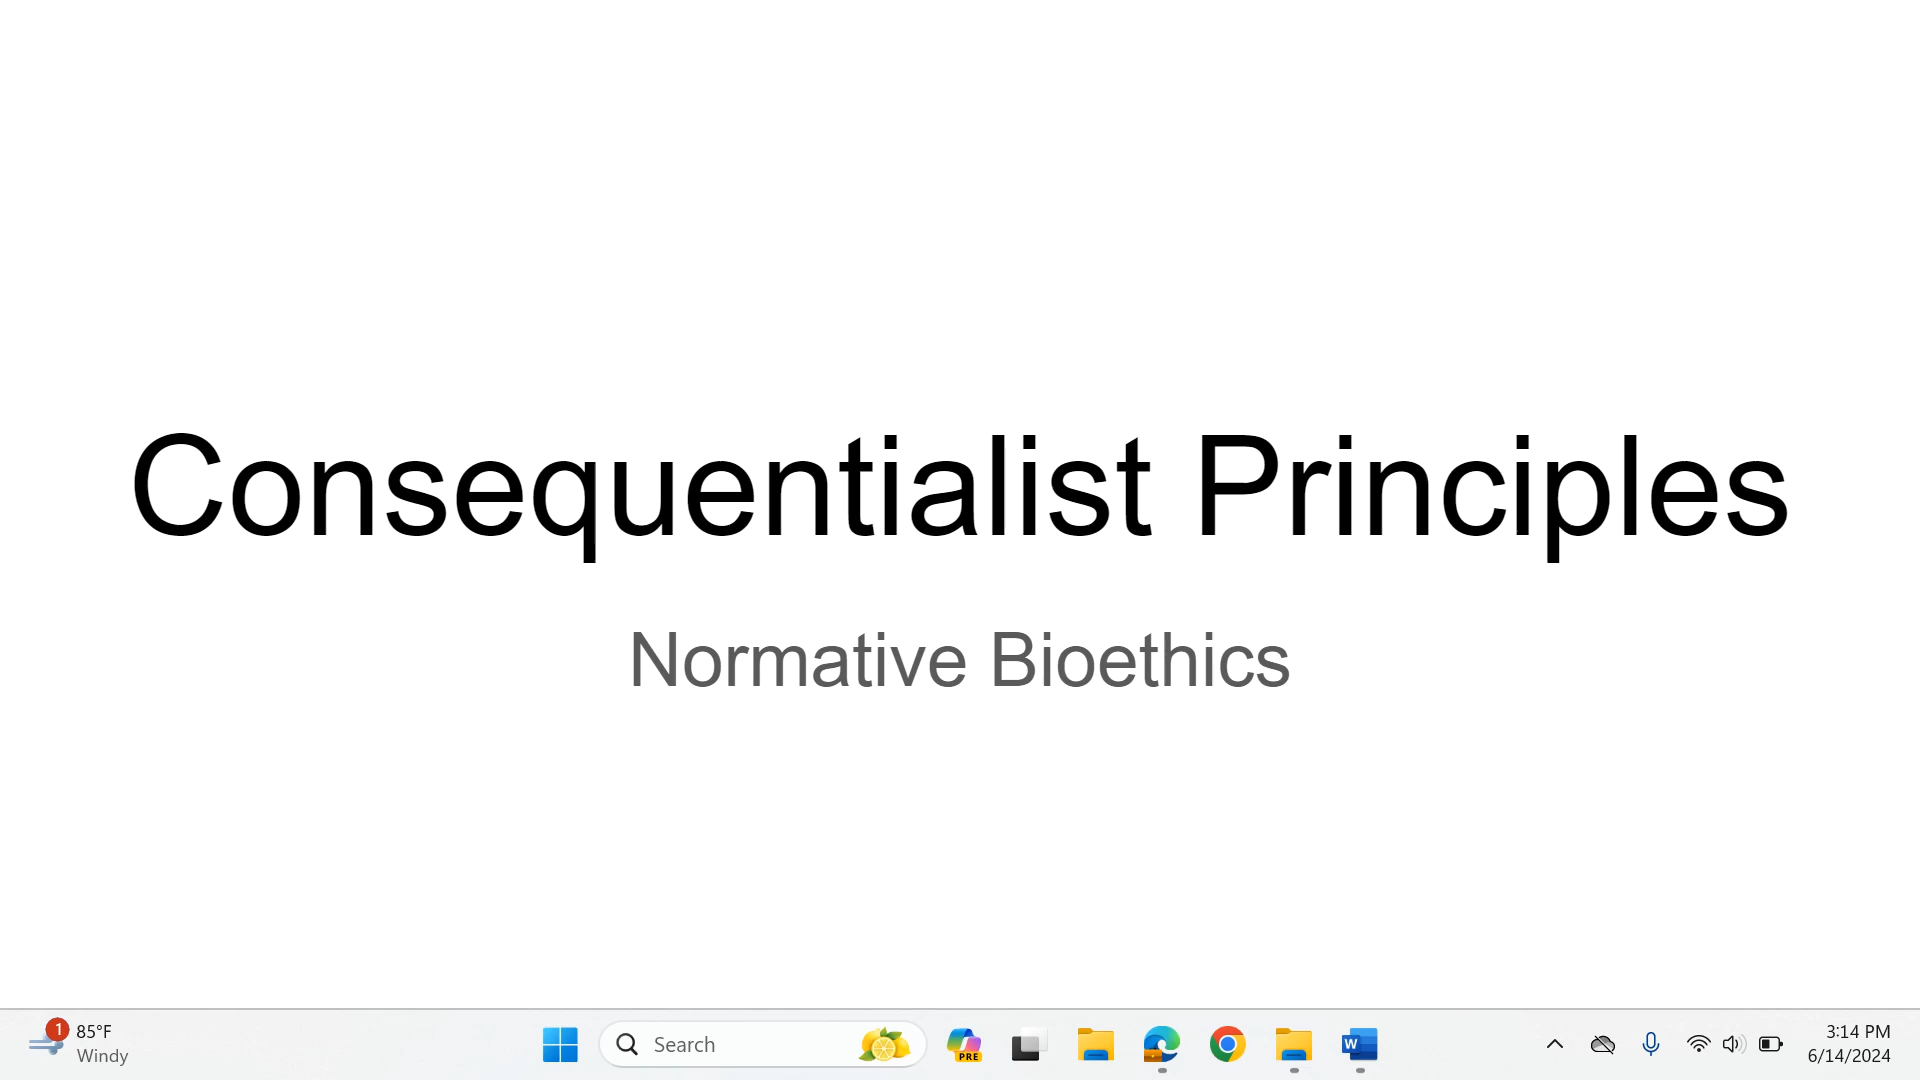 Consequentialist Principles
Normative Bioethics
1
85°F
Windy
Search
PRE
W
3:14 PM
6/14/2024